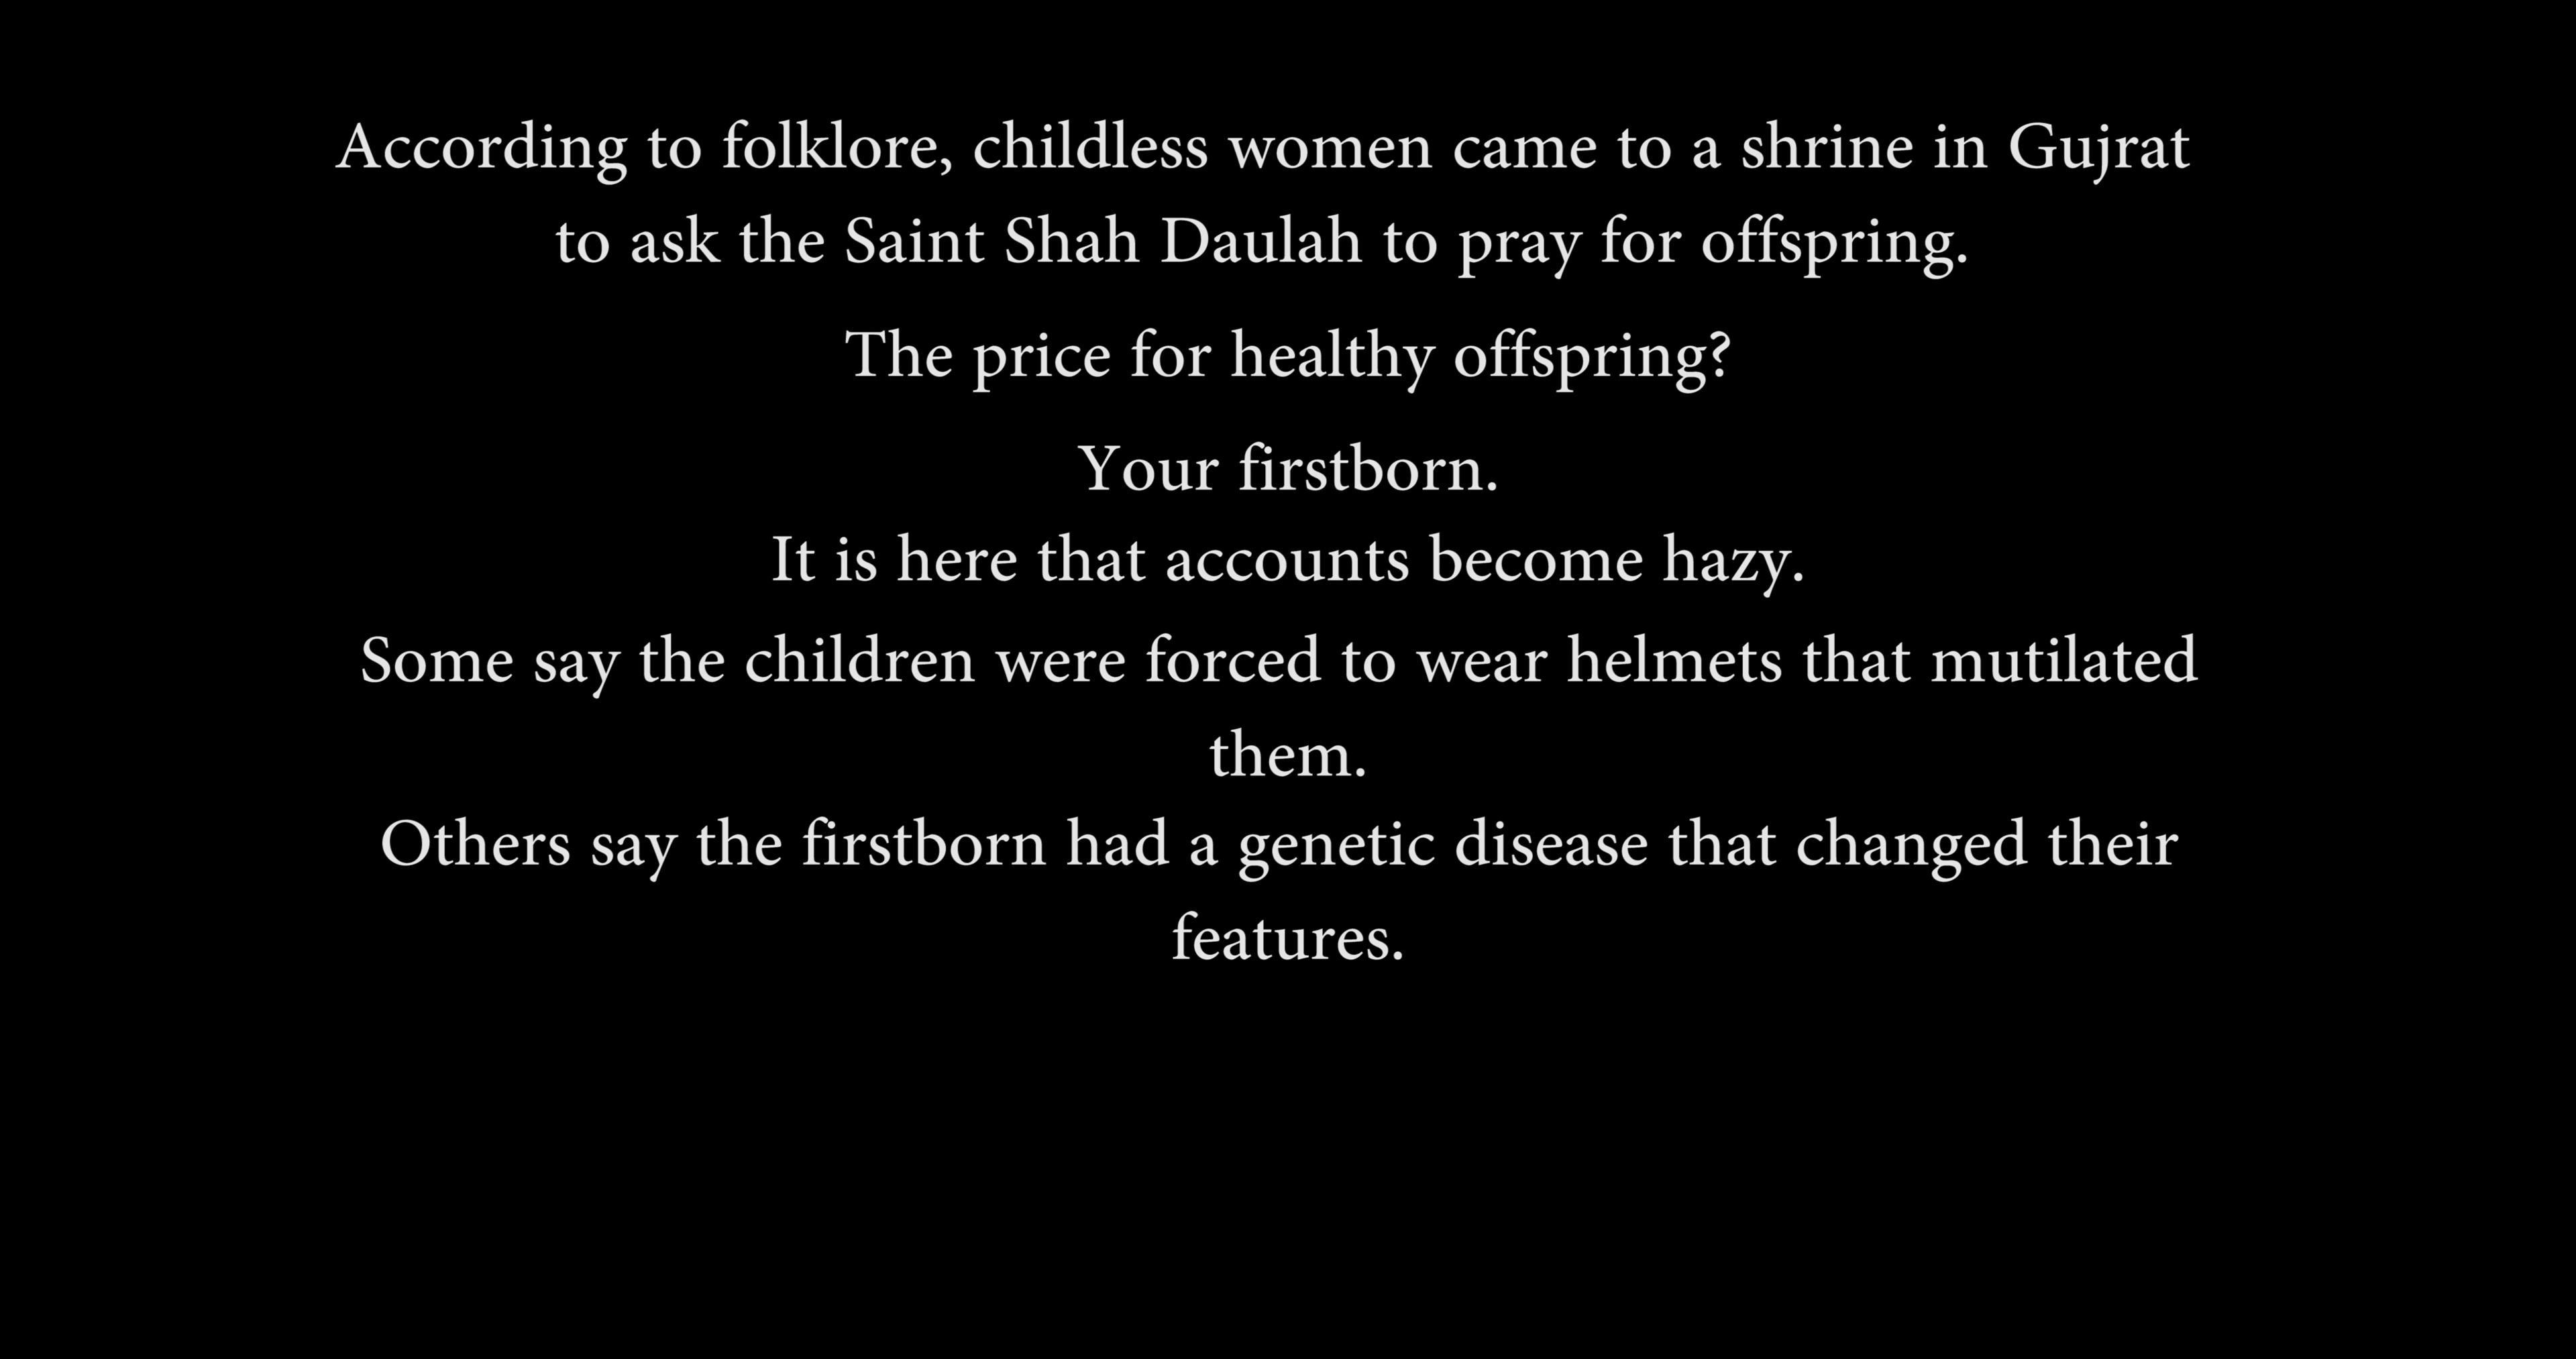 According to folklore, childless women came to a shrine in Gujrat
to ask the Saint Shah Daulah to pray for offspring.
The price for healthy offspring?
Your firstborn.
It is here that accounts become hazy.
Some say the children were forced to wear helmets that mutilated
them.
Others say the firstborn had a genetic disease that changed their
features.